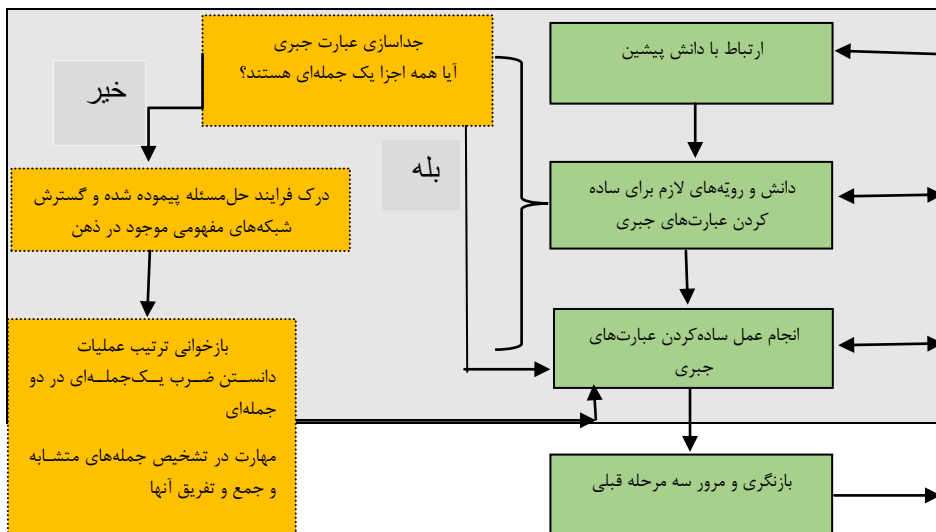 ارتباط با دانش پیشین
دانش و رویّه‌های لازم برای ساده
کردن عبارت‌های جبری
انجام عمل ساده‌کردن عبارت‌های
جبری
بازنگری و مرور سه مرحله قبلی
جداسازی عبارت جبری
آیا همه اجزا یک جمله‌ای هستند؟
خیر
بله
درک فرایند حل‌مسئله پیموده شده و گسترش
شبکه‌های مفهومی موجود در ذهن
بازخوانی ترتیب عملیات
دانستن ضرب یک‌جمله‌ای در دو
جمله‌ای
مهارت در تشخیص جمله‌های متشابه
و جمع و تفریق آنها